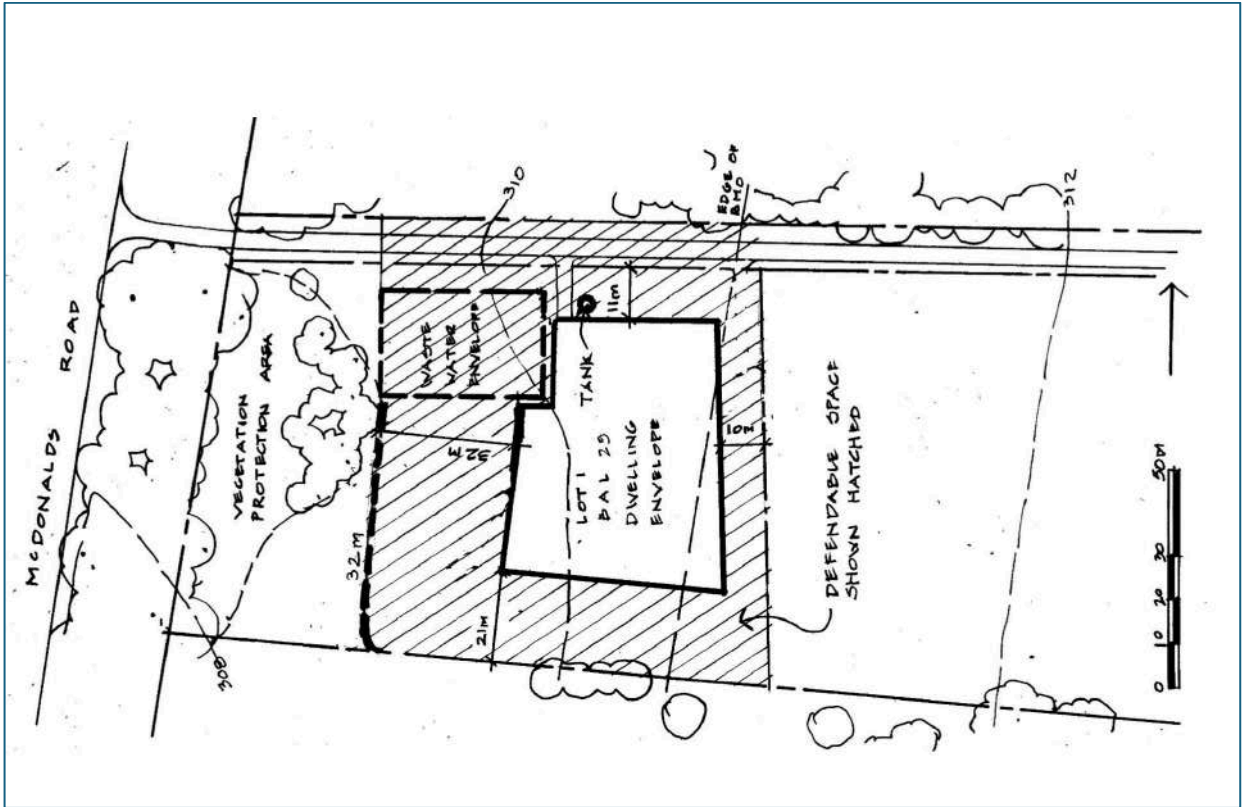 McDONALDS ROAD
VEGETATION
PROTECTION AREA
308
32M
21M
WASTE
WATER
ENVELOPE
310
32M
TANK
11M
LOT 1
BAL 29
DWELLING
ENVELOPE
10M
EDGE OF
BMO
312
DEFENDABLE SPACE
SHOWN HATCHED
0 10 20 30 50M